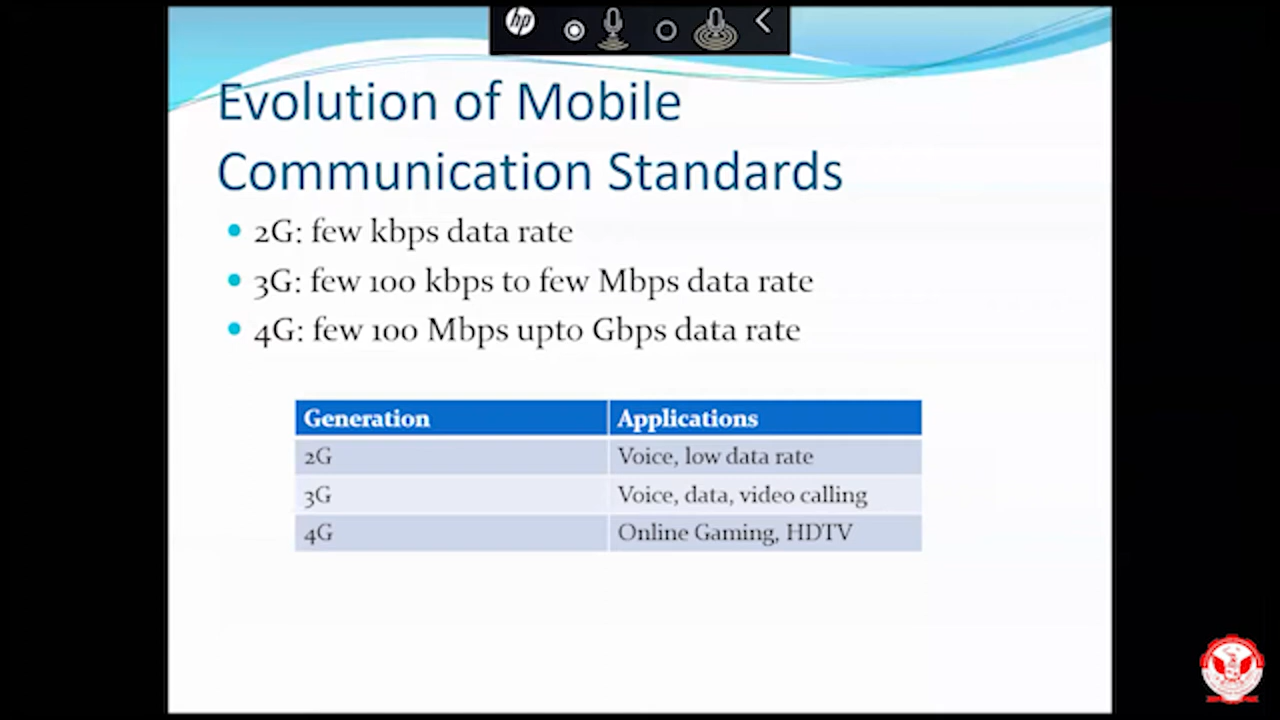 hp
Evolution of Mobile
Communication Standards
2G: few kbps data rate
3G: few 100 kbps to few Mbps data rate
4G: few 100 Mbps upto Gbps data rate
Generation Applications
2G Voice, low data rate
3G Voice, data, video calling
4G Online Gaming, HDTV